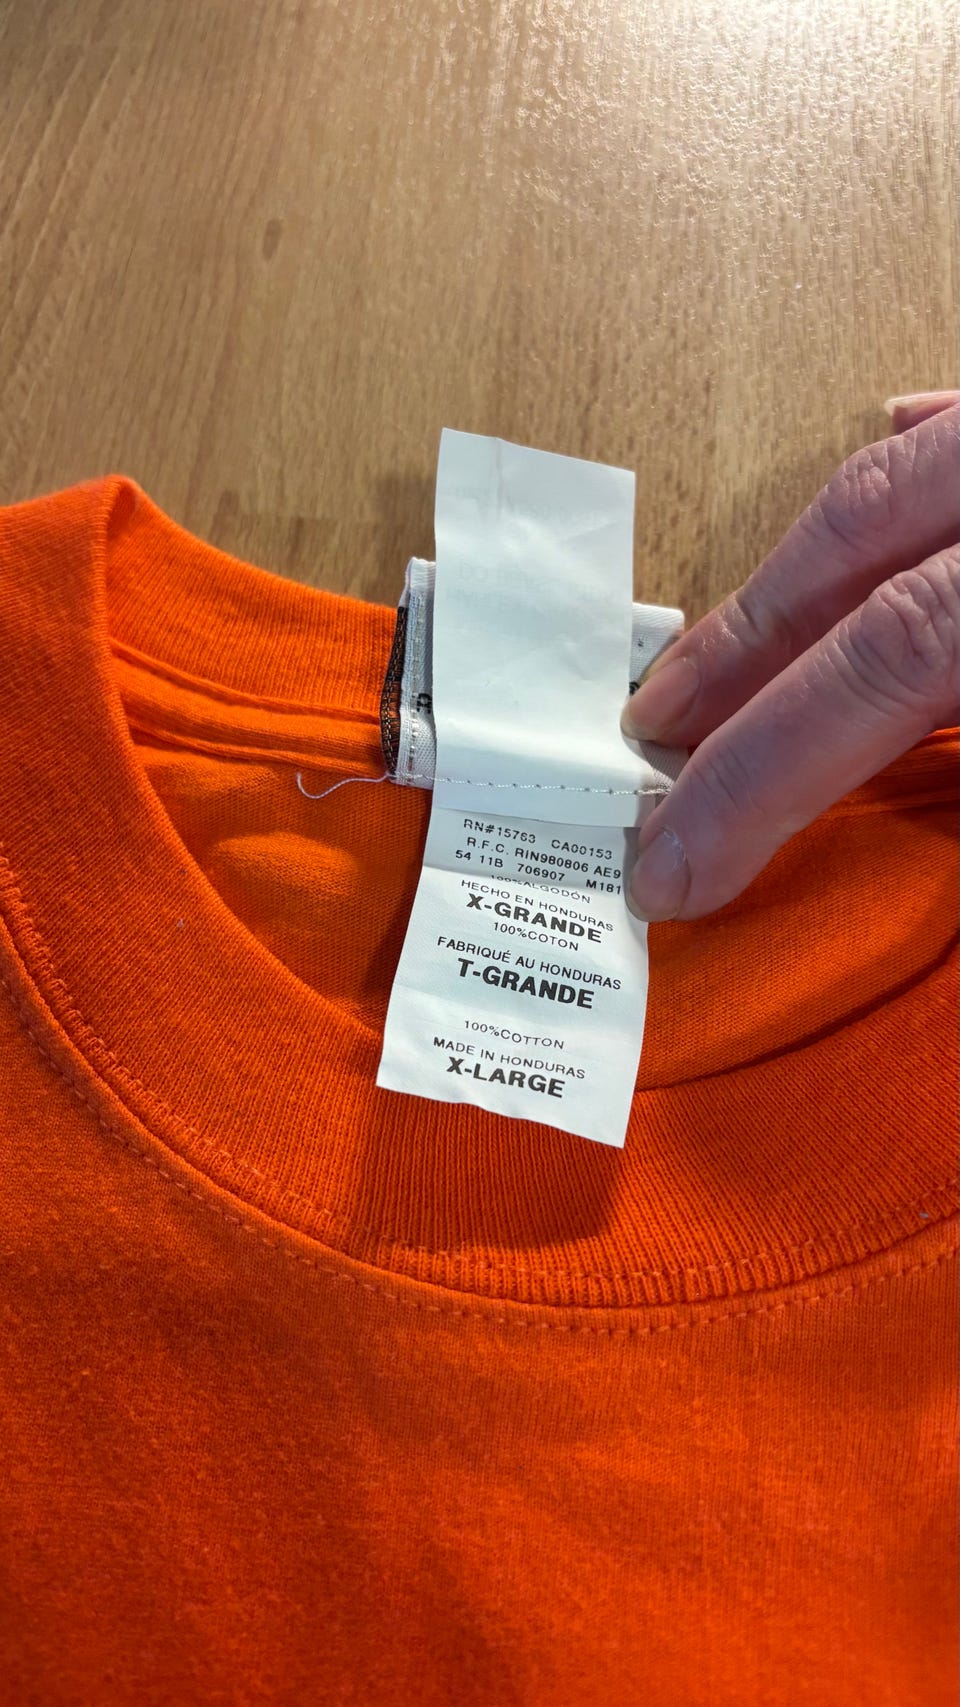 RN#15763 CA00153
R.F.C. RIN980806 AE9
54 11B 706907 M181
100%ALGODÓN
HECHO EN HONDURAS
X-GRANDE
100%COTON
FABRIQUÉ AU HONDURAS
T-GRANDE
100%COTTON
MADE IN HONDURAS
X-LARGE